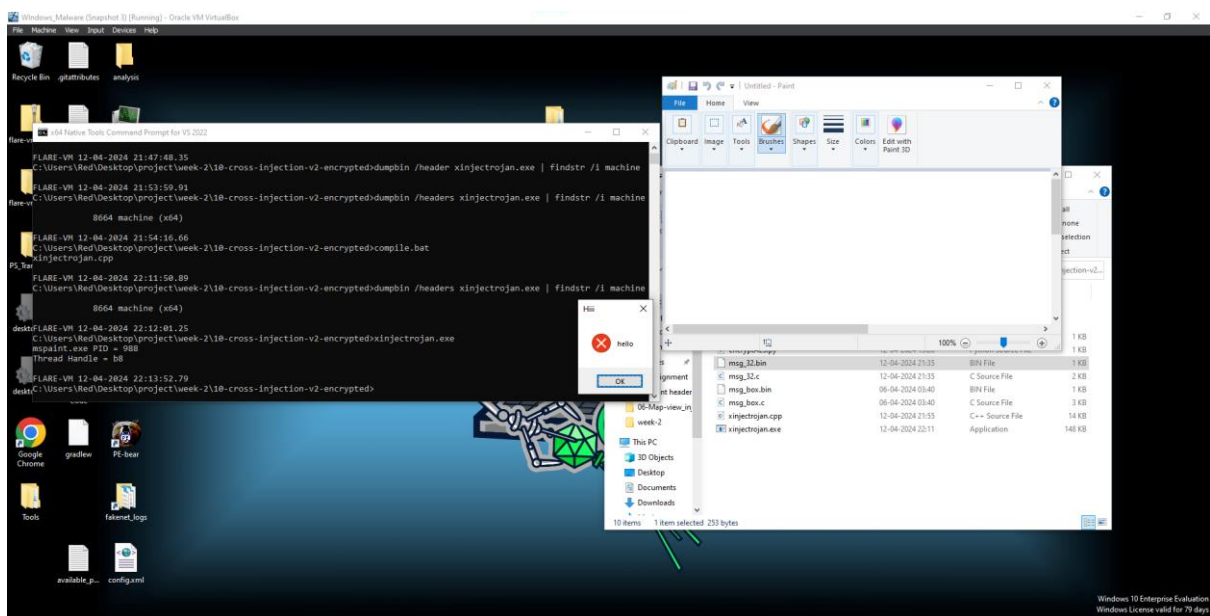 Windows_Malware (Snapshot 3) [Running] - Oracle VM VirtualBox
File Machine View Input Devices Help
Recycle Bin
.gitattributes
analysis
x64 Native Tools Command Prompt for VS 2022
FLARE-VM 12-04-2024 21:47:48.35
C:\Users\Red\Desktop\project\week-2\10-cross-injection-v2-encrypted>dumpbin /header xinjectrojan.exe | findstr /i machine
FLARE-VM 12-04-2024 21:53:59.91
C:\Users\Red\Desktop\project\week-2\10-cross-injection-v2-encrypted>dumpbin /headers xinjectrojan.exe | findstr /i machine
8664 machine (x64)
FLARE-VM 12-04-2024 21:54:16.66
C:\Users\Red\Desktop\project\week-2\10-cross-injection-v2-encrypted>compile.bat
xinjectrojan.cpp
FLARE-VM 12-04-2024 22:11:50.89
C:\Users\Red\Desktop\project\week-2\10-cross-injection-v2-encrypted>dumpbin /headers xinjectrojan.exe | findstr /i machine
8664 machine (x64)
FLARE-VM 12-04-2024 22:12:01.25
C:\Users\Red\Desktop\project\week-2\10-cross-injection-v2-encrypted>xinjectrojan.exe
mspaint.exe PID = 988
Thread Handle = b8
FLARE-VM 12-04-2024 22:13:52.79
C:\Users\Red\Desktop\project\week-2\10-cross-injection-v2-encrypted>
hello
OK
Untitled - Paint
File Home View
Clipboard Image Tools Brushes Shapes Size Colors Edit with
Paint 3D
100%
1 KB
1 KB
msg_32.bin 12-04-2024 21:35 BIN File 1 KB
msg_32.c 12-04-2024 21:35 C Source File 2 KB
msg_box.bin 06-04-2024 03:40 BIN File 1 KB
msg_box.c 06-04-2024 03:40 C Source File 3 KB
xinjectrojan.cpp 12-04-2024 21:55 C++ Source File 14 KB
xinjectrojan.exe 12-04-2024 22:11 Application 148 KB
06-Map-view_inj
week-2
This PC
3D Objects
Desktop
Documents
Downloads
10 items 1 item selected 253 bytes
Google
Chrome
gradlew
PE-bear
Tools
fakenet_logs
available_p...
config.xml
Windows 10 Enterprise Evaluation
Windows License valid for 79 days